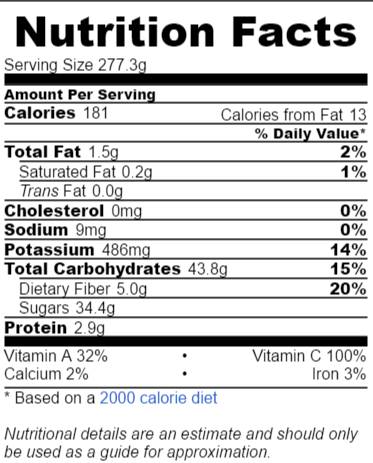 Nutrition Facts
Serving Size 277.3g
Amount Per Serving
Calories 181 Calories from Fat 13
% Daily Value*
Total Fat 1.5g 2%
Saturated Fat 0.2g 1%
Trans Fat 0.0g
Cholesterol 0mg 0%
Sodium 9mg 0%
Potassium 486mg 14%
Total Carbohydrates 43.8g 15%
Dietary Fiber 5.0g 20%
Sugars 34.4g
Protein 2.9g
Vitamin A 32% • Vitamin C 100%
Calcium 2% • Iron 3%
* Based on a 2000 calorie diet
Nutritional details are an estimate and should only
be used as a guide for approximation.